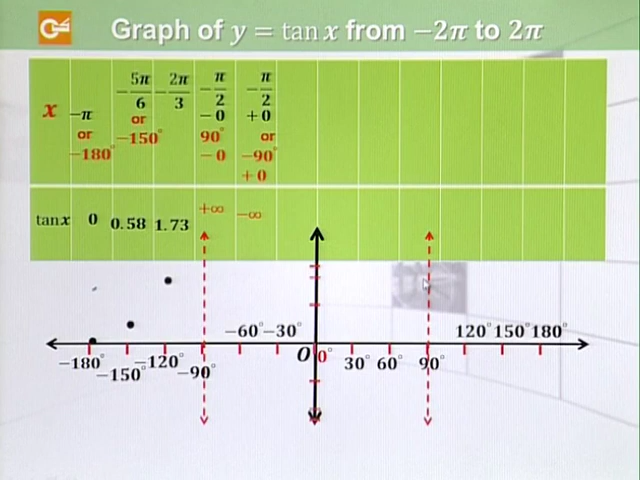 Graph of y = tan x from −2π to 2π
x
−π
or
−180°
−5π/6
or
−150°
−2π/3
−π/2
−0
90°
−0
−π/2
+0
or
−90°
+0
tanx 0 0.58 1.73 +∞ −∞
−60° −30° 120° 150° 180°
−180° −150° −120° −90° O 0° 30° 60° 90°